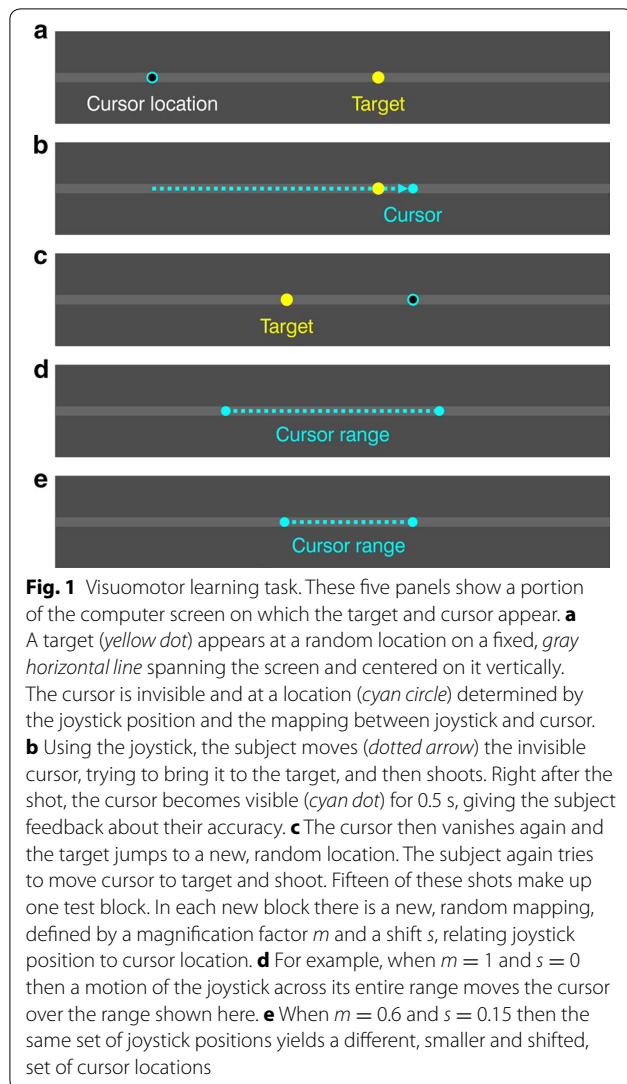 a
Cursor location Target
b
Cursor
c
Target
d
Cursor range
e
Cursor range
Fig. 1 Visuomotor learning task. These five panels show a portion
of the computer screen on which the target and cursor appear. a
A target (yellow dot) appears at a random location on a fixed, gray
horizontal line spanning the screen and centered on it vertically.
The cursor is invisible and at a location (cyan circle) determined by
the joystick position and the mapping between joystick and cursor.
b Using the joystick, the subject moves (dotted arrow) the invisible
cursor, trying to bring it to the target, and then shoots. Right after the
shot, the cursor becomes visible (cyan dot) for 0.5 s, giving the subject
feedback about their accuracy. c The cursor then vanishes again and
the target jumps to a new, random location. The subject again tries
to move cursor to target and shoot. Fifteen of these shots make up
one test block. In each new block there is a new, random mapping,
defined by a magnification factor m and a shift s, relating joystick
position to cursor location. d For example, when m = 1 and s = 0
then a motion of the joystick across its entire range moves the cursor
over the range shown here. e When m = 0.6 and s = 0.15 then the
same set of joystick positions yields a different, smaller and shifted,
set of cursor locations